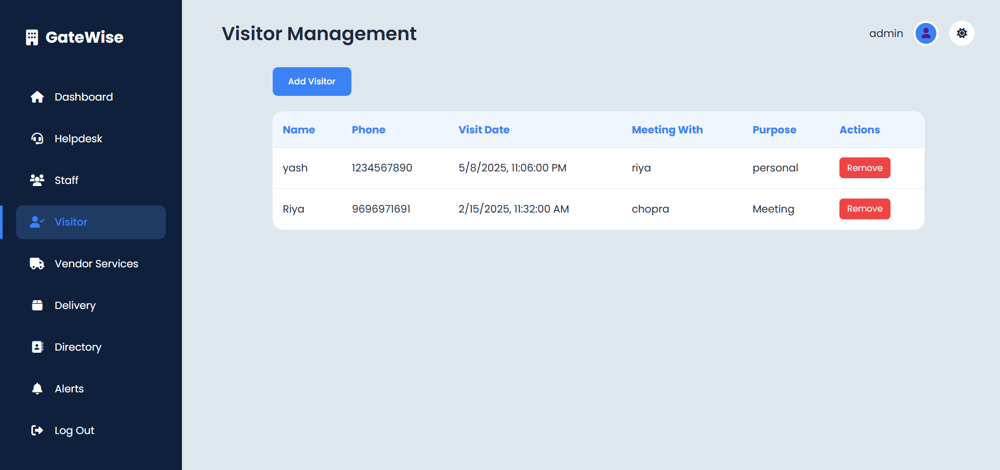 GateWise
Dashboard
Helpdesk
Staff
Visitor
Vendor Services
Delivery
Directory
Alerts
Log Out
Visitor Management
admin
Add Visitor
Name Phone Visit Date Meeting With Purpose Actions
yash 1234567890 5/8/2025, 11:06:00 PM riya personal Remove
Riya 9696971691 2/15/2025, 11:32:00 AM chopra Meeting Remove